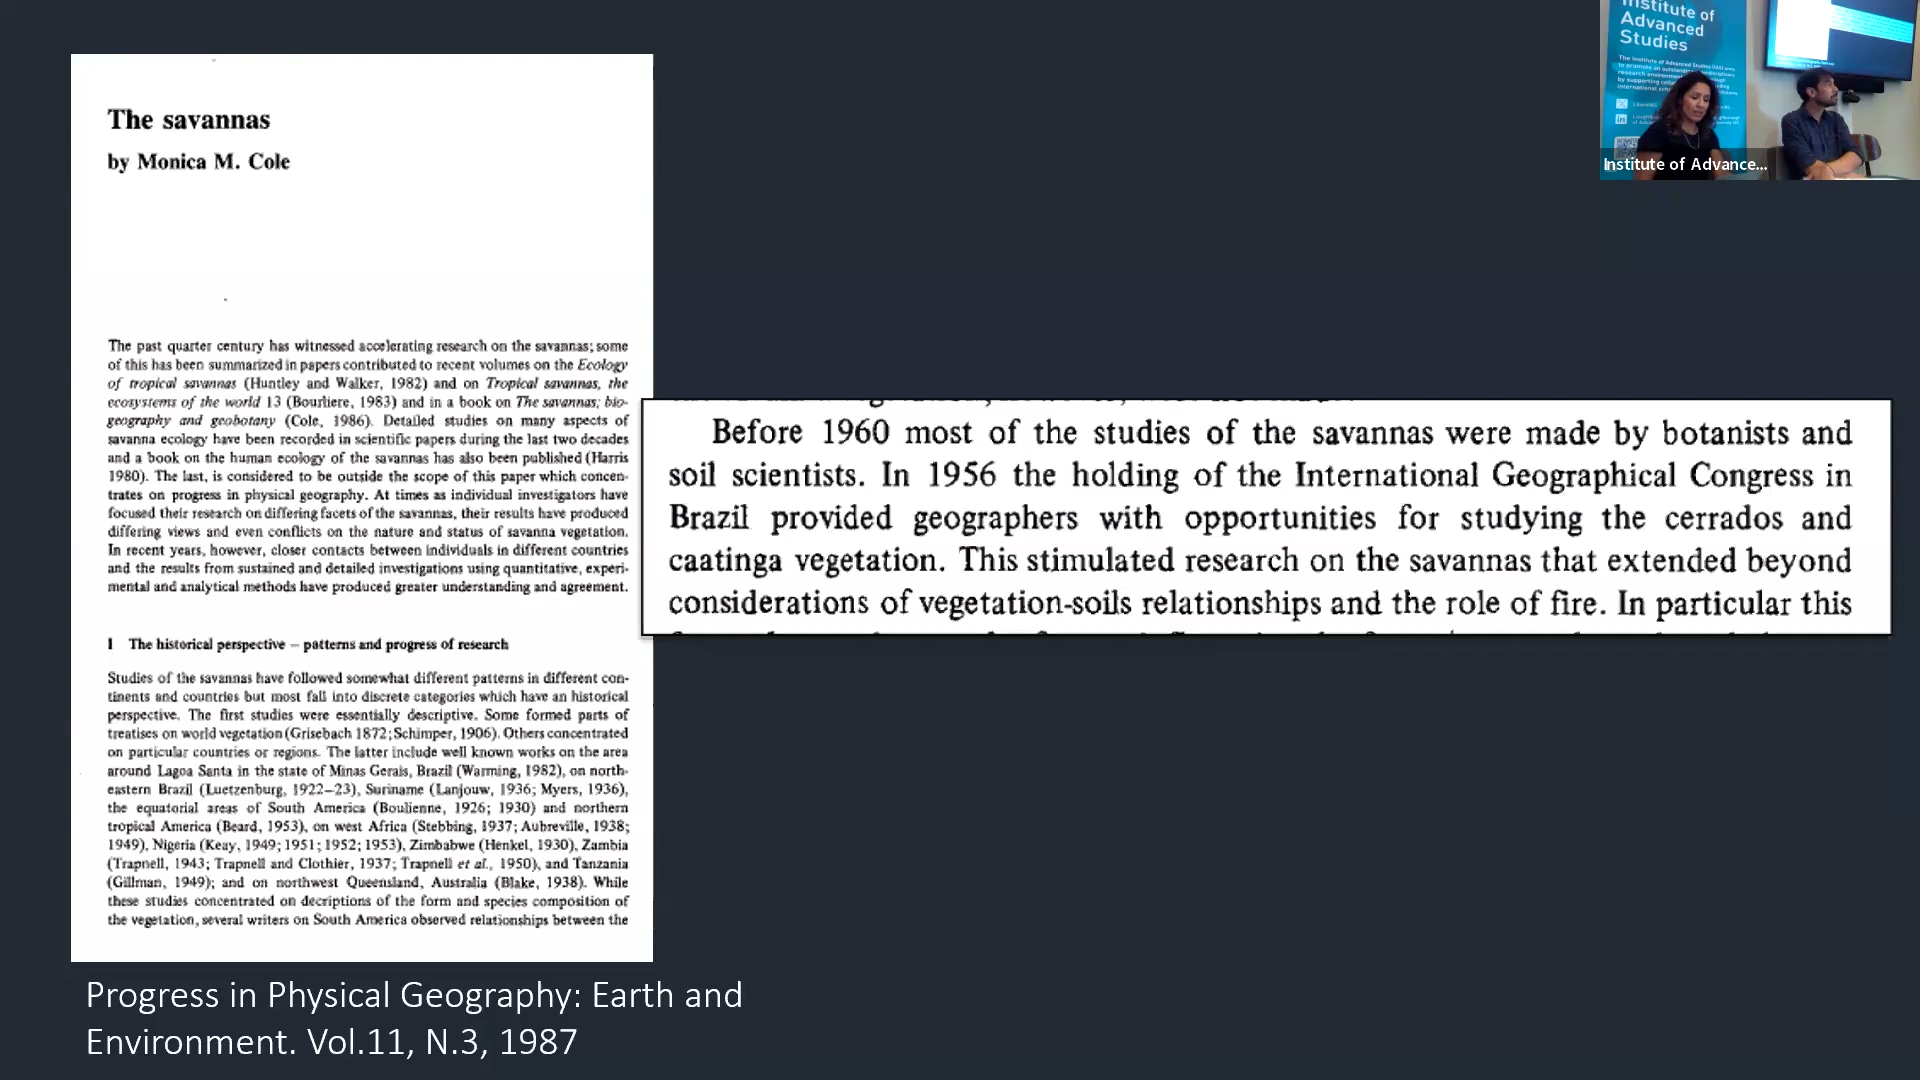 The savannas
by Monica M. Cole
The past quarter century has witnessed accelerating research on the savannas; some
of this has been summarized in papers contributed to recent volumes on the Ecology
of tropical savannas (Huntley and Walker, 1982) and on Tropical savannas, the
ecosystems of the world 13 (Bourliere, 1983) and in a book on The savannas; bio-
geography and geobotany (Cole, 1986). Detailed studies on many aspects of
savanna ecology have been recorded in scientific papers during the last two decades
and a book on the human ecology of the savannas has also been published (Harris
1980). The last, is considered to be outside the scope of this paper which concen-
trates on progress in physical geography. At times as individual investigators have
focused their research on differing facets of the savannas, their results have produced
differing views and even conflicts on the nature and status of savanna vegetation.
In recent years, however, closer contacts between individuals in different countries
and the results from sustained and detailed investigations using quantitative, experi-
mental and analytical methods have produced greater understanding and agreement.
I The historical perspective – patterns and progress of research
Studies of the savannas have followed somewhat different patterns in different con-
tinents and countries but most fall into discrete categories which have an historical
perspective. The first studies were essentially descriptive. Some formed parts of
treatises on world vegetation (Grisebach 1872; Schimper, 1906). Others concentrated
on particular countries or regions. The latter include well known works on the area
around Lagoa Santa in the state of Minas Gerais, Brazil (Warming, 1982), on north-
eastern Brazil (Luetzenburg, 1922–23), Suriname (Lanjouw, 1936; Myers, 1936),
the equatorial areas of South America (Boulienne, 1926; 1930) and northern
tropical America (Beard, 1953), on west Africa (Stebbing, 1937; Aubreville, 1938;
1949), Nigeria (Keay, 1949; 1951; 1952; 1953), Zimbabwe (Henkel, 1930), Zambia
(Trapnell, 1943; Trapnell and Clothier, 1937; Trapnell et al., 1950), and Tanzania
(Gillman, 1949); and on northwest Queensland, Australia (Blake, 1938). While
these studies concentrated on decriptions of the form and species composition of
the vegetation, several writers on South America observed relationships between the
Before 1960 most of the studies of the savannas were made by botanists and
soil scientists. In 1956 the holding of the International Geographical Congress in
Brazil provided geographers with opportunities for studying the cerrados and
caatinga vegetation. This stimulated research on the savannas that extended beyond
considerations of vegetation-soils relationships and the role of fire. In particular this
Progress in Physical Geography: Earth and
Environment. Vol.11, N.3, 1987
Institute of
Advanced
Studies
Institute of Advance...